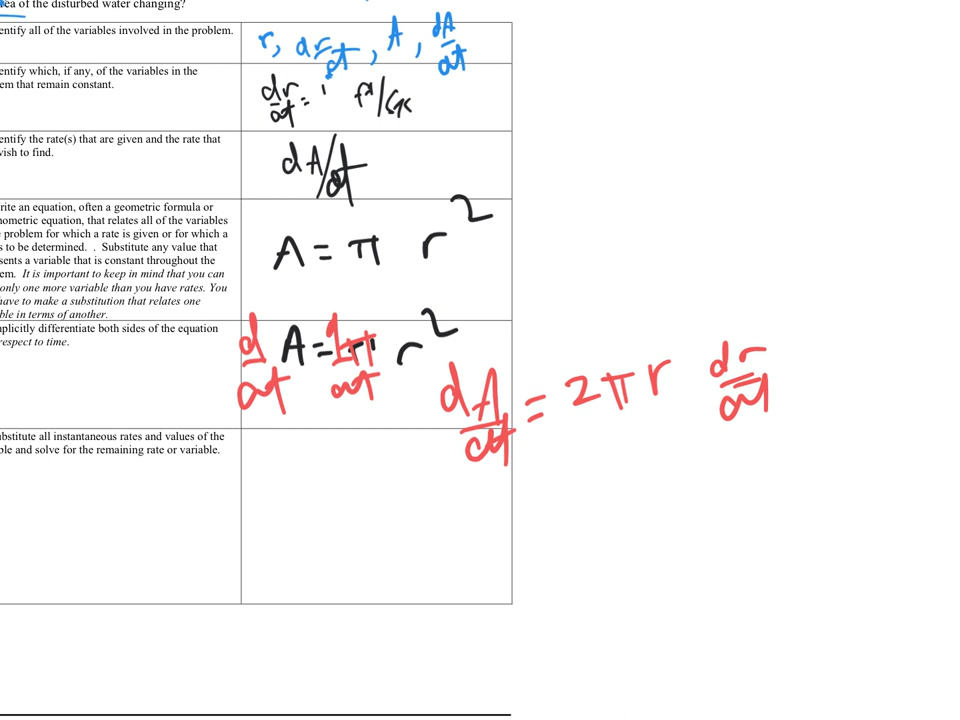 ea of the disturbed water changing?
entify all of the variables involved in the problem.
r, dr/dt, A, dA/dt
entify which, if any, of the variables in the
em that remain constant.
dr/dt = 1 ft/sec
entify the rate(s) that are given and the rate that
wish to find.
dA/dt
rite an equation, often a geometric formula or
nometric equation, that relates all of the variables
problem for which a rate is given or for which a
s to be determined. . Substitute any value that
sents a variable that is constant throughout the
em. It is important to keep in mind that you can
only one more variable than you have rates. You
have to make a substitution that relates one
ble in terms of another.
A = π r²
plicitly differentiate both sides of the equation
respect to time.
d/dt A = d/dt π r²
dA/dt = 2πr dr/dt
bstitute all instantaneous rates and values of the
ble and solve for the remaining rate or variable.